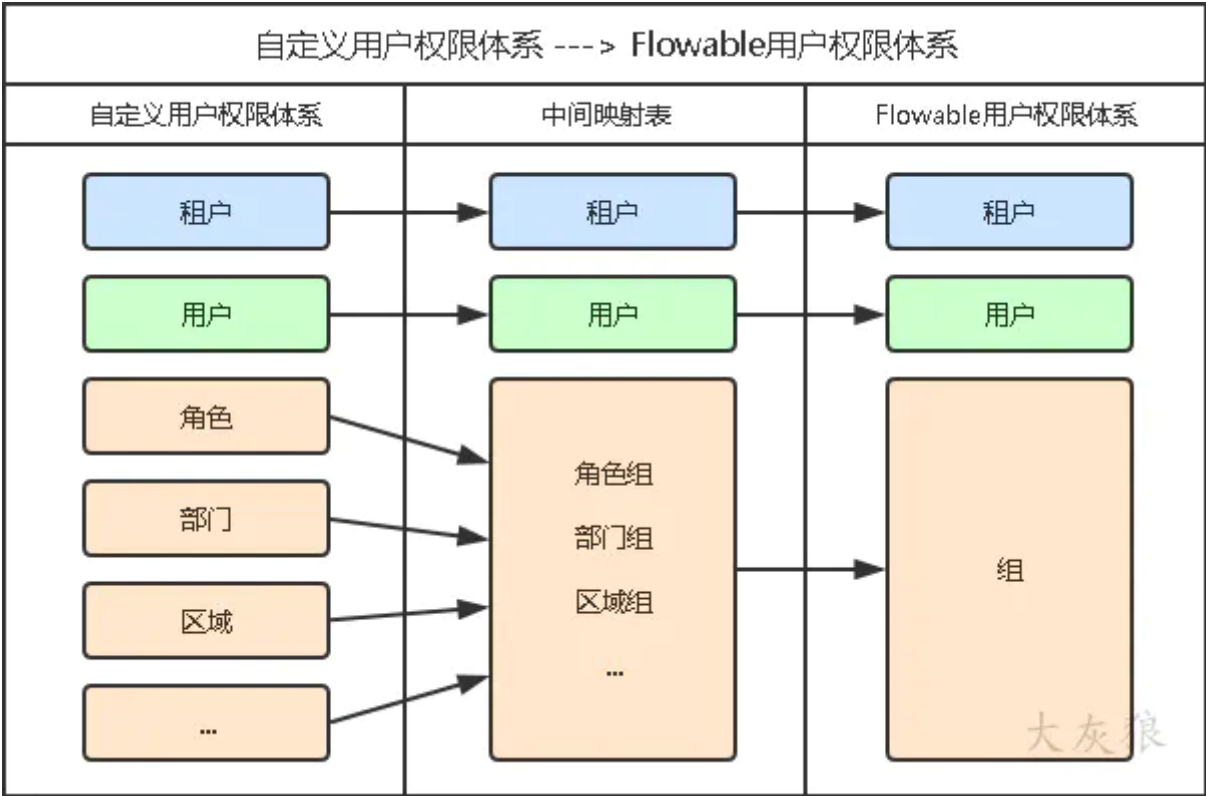 自定义用户权限体系 ---> Flowable用户权限体系
自定义用户权限体系 中间映射表 Flowable用户权限体系
租户 租户 租户
用户 用户 用户
角色
部门
区域
...
角色组
部门组
区域组
...
组
大灰狼